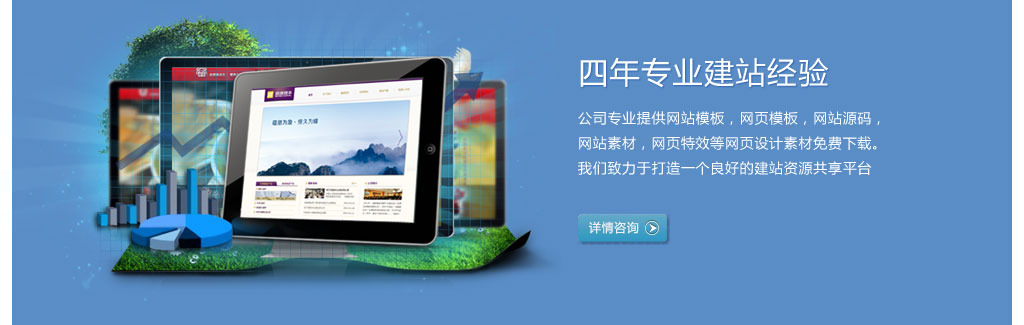 四年专业建站经验
公司专业提供网站模板，网页模板，网站源码，
网站素材，网页特效等网页设计素材免费下载。
我们致力于打造一个良好的建站资源共享平台
详情咨询